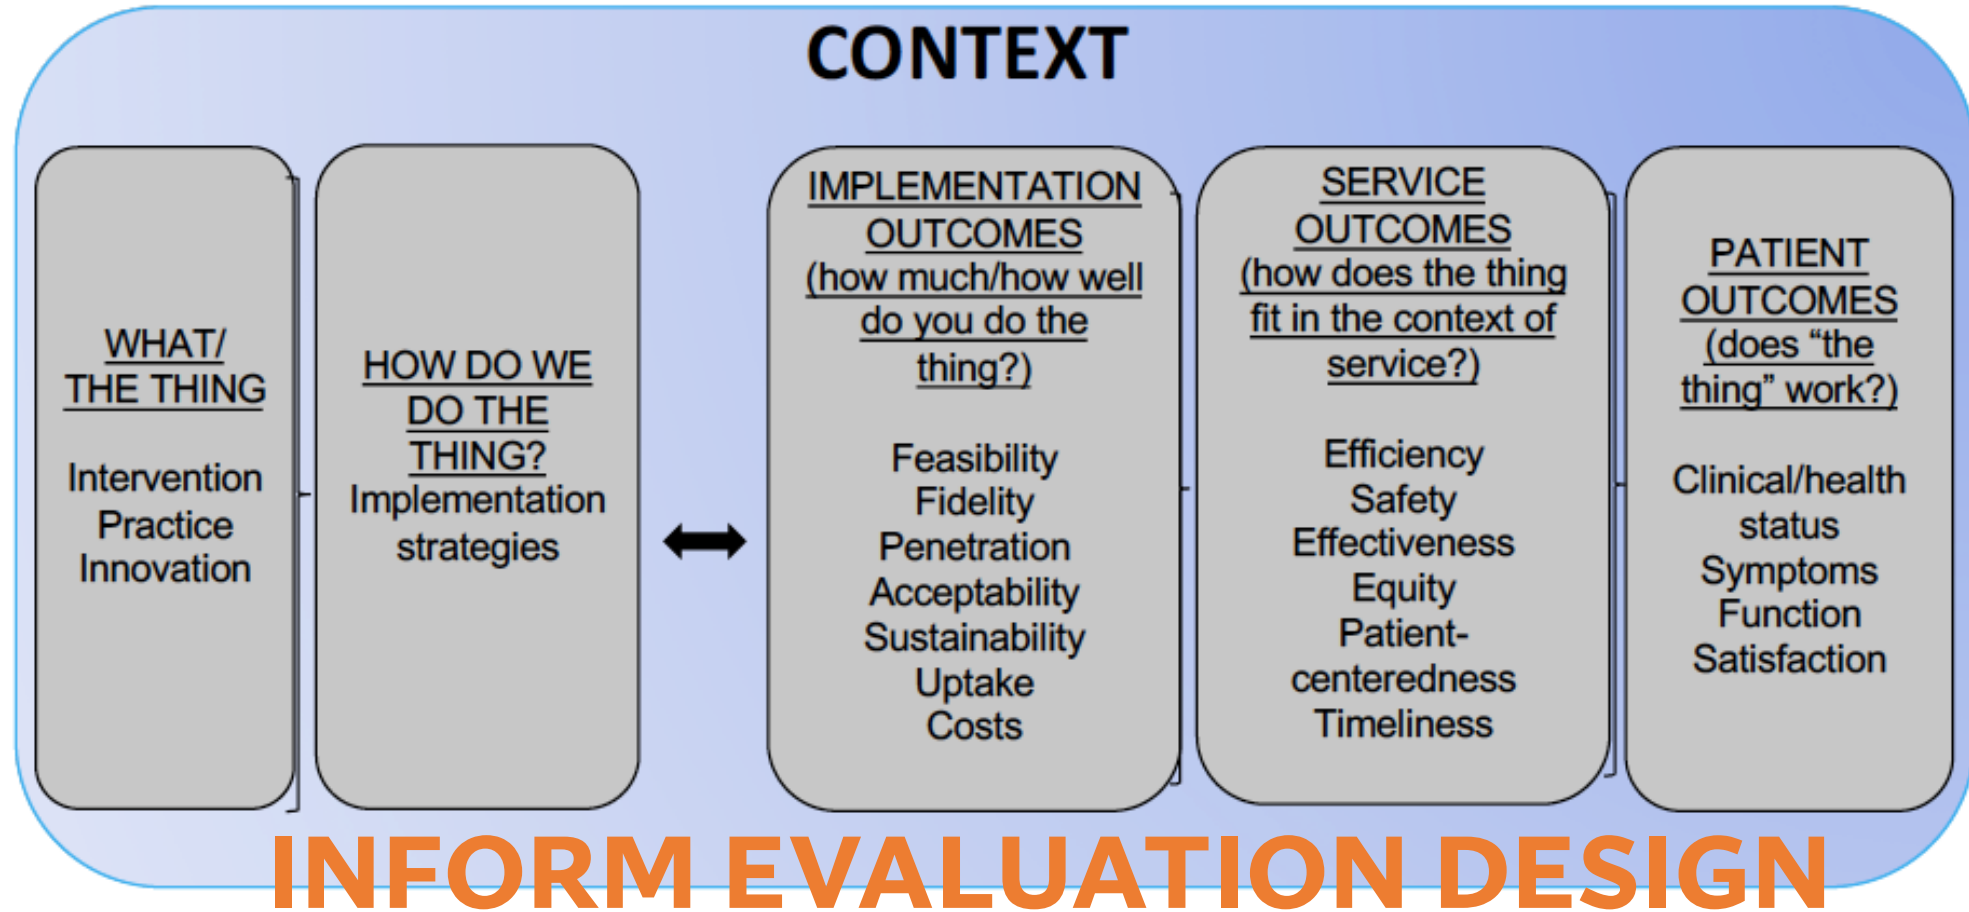 CONTEXT
WHAT/
THE THING
Intervention
Practice
Innovation
HOW DO WE
DO THE
THING?
Implementation
strategies
IMPLEMENTATION
OUTCOMES
(how much/how well
do you do the
thing?)
Feasibility
Fidelity
Penetration
Acceptability
Sustainability
Uptake
Costs
SERVICE
OUTCOMES
(how does the thing
fit in the context of
service?)
Efficiency
Safety
Effectiveness
Equity
Patient-
centeredness
Timeliness
PATIENT
OUTCOMES
(does “the
thing” work?)
Clinical/health
status
Symptoms
Function
Satisfaction
INFORM EVALUATION DESIGN